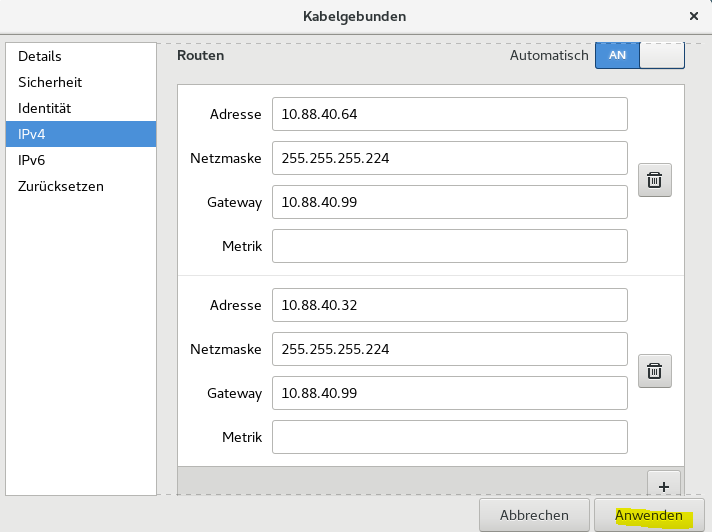 Kabelgebunden
Details
Sicherheit
Identität
IPv4
IPv6
Zurücksetzen
Routen Automatisch AN
Adresse 10.88.40.64
Netzmaske 255.255.255.224
Gateway 10.88.40.99
Metrik
Adresse 10.88.40.32
Netzmaske 255.255.255.224
Gateway 10.88.40.99
Metrik
Abbrechen Anwenden